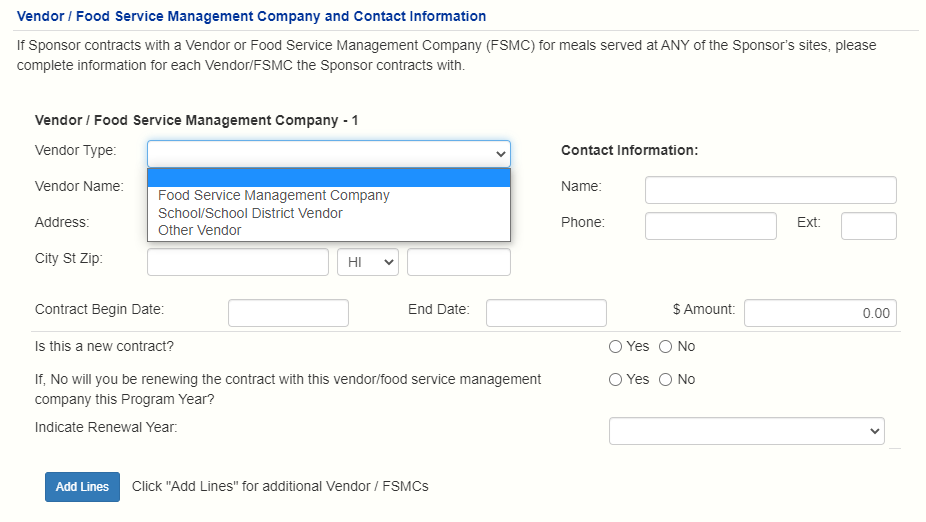 Vendor / Food Service Management Company and Contact Information
If Sponsor contracts with a Vendor or Food Service Management Company (FSMC) for meals served at ANY of the Sponsor's sites, please
complete information for each Vendor/FSMC the Sponsor contracts with.
Vendor / Food Service Management Company - 1
Vendor Type:
Contact Information:
Food Service Management Company
School/School District Vendor
Other Vendor
Vendor Name:
Name:
Address:
Phone:
Ext:
City St Zip:
HI
Contract Begin Date:
End Date:
$ Amount:
0.00
Is this a new contract?
Yes
No
If, No will you be renewing the contract with this vendor/food service management
company this Program Year?
Yes
No
Indicate Renewal Year:
Add Lines
Click "Add Lines" for additional Vendor / FSMCs